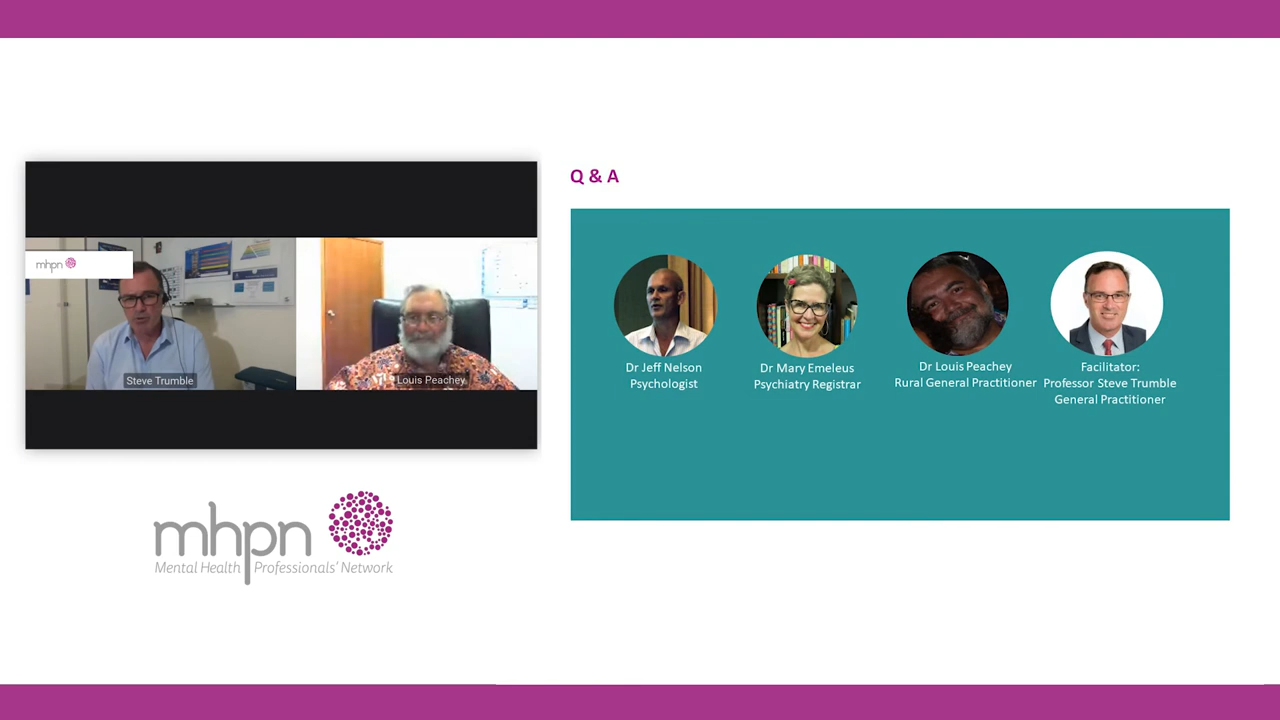 mhpn
Steve Trumble
Louis Peachey
mhpn
Mental Health Professionals' Network
Q & A
Dr Jeff Nelson
Psychologist
Dr Mary Emeleus
Psychiatry Registrar
Dr Louis Peachey
Rural General Practitioner
Facilitator:
Professor Steve Trumble
General Practitioner